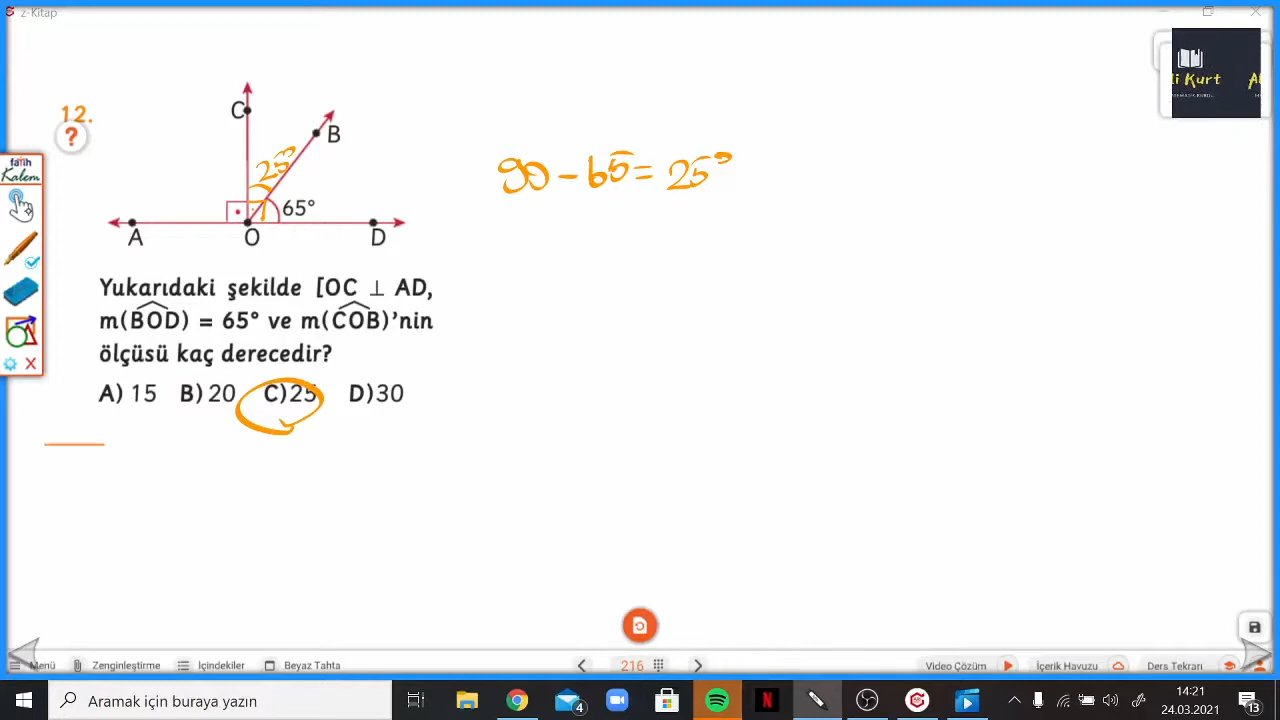 z-Kitap
li Kurt
12.
?
C
B
25°
65°
A
O
D
90 - 65 = 25°
fatih
Kalem
Yukarıdaki şekilde [OC ⊥ AD,
m(BOD) = 65° ve m(COB)'nin
ölçüsü kaç derecedir?
A) 15 B) 20 C) 25 D) 30
Menü Zenginleştirme İçindekiler Beyaz Tahta 216 Video Çözüm İçerik Havuzu Ders Tekrarı
Aramak için buraya yazın
4
14:21
24.03.2021
13